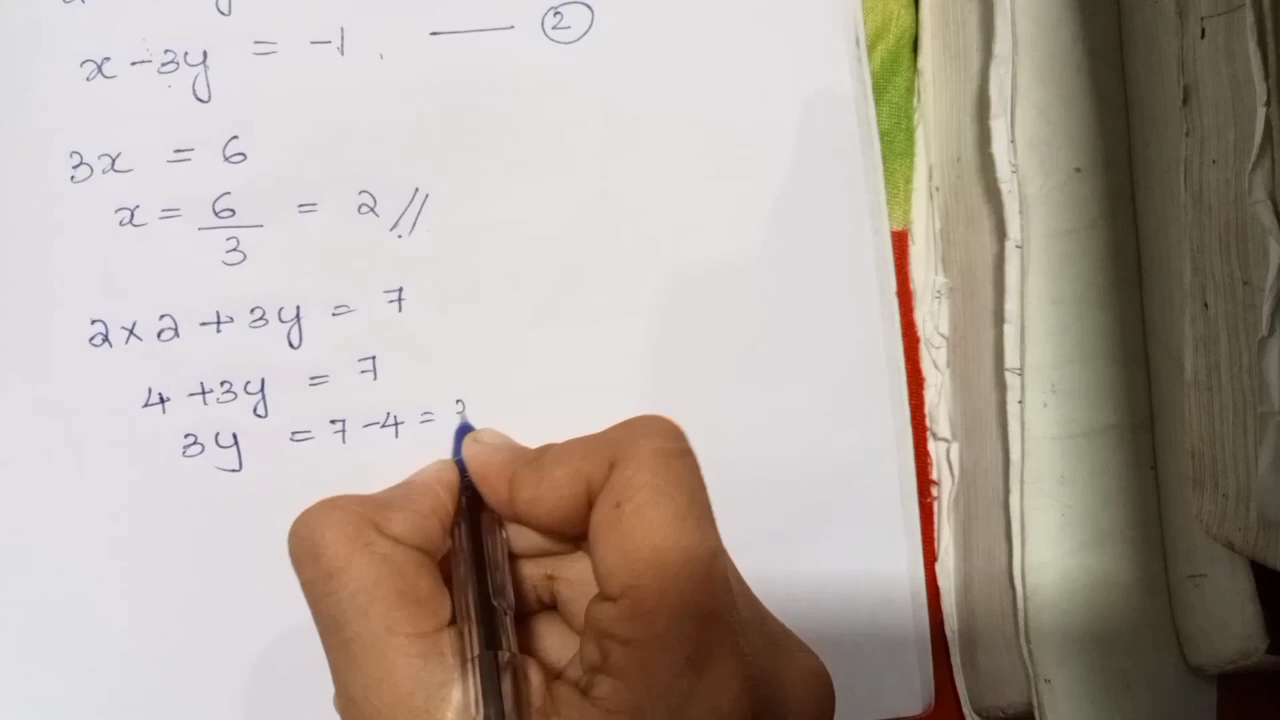 x - 3y = -1. — ②
3x = 6
x = 6/3 = 2 //
2 × 2 + 3y = 7
4 + 3y = 7
3y = 7 - 4 =